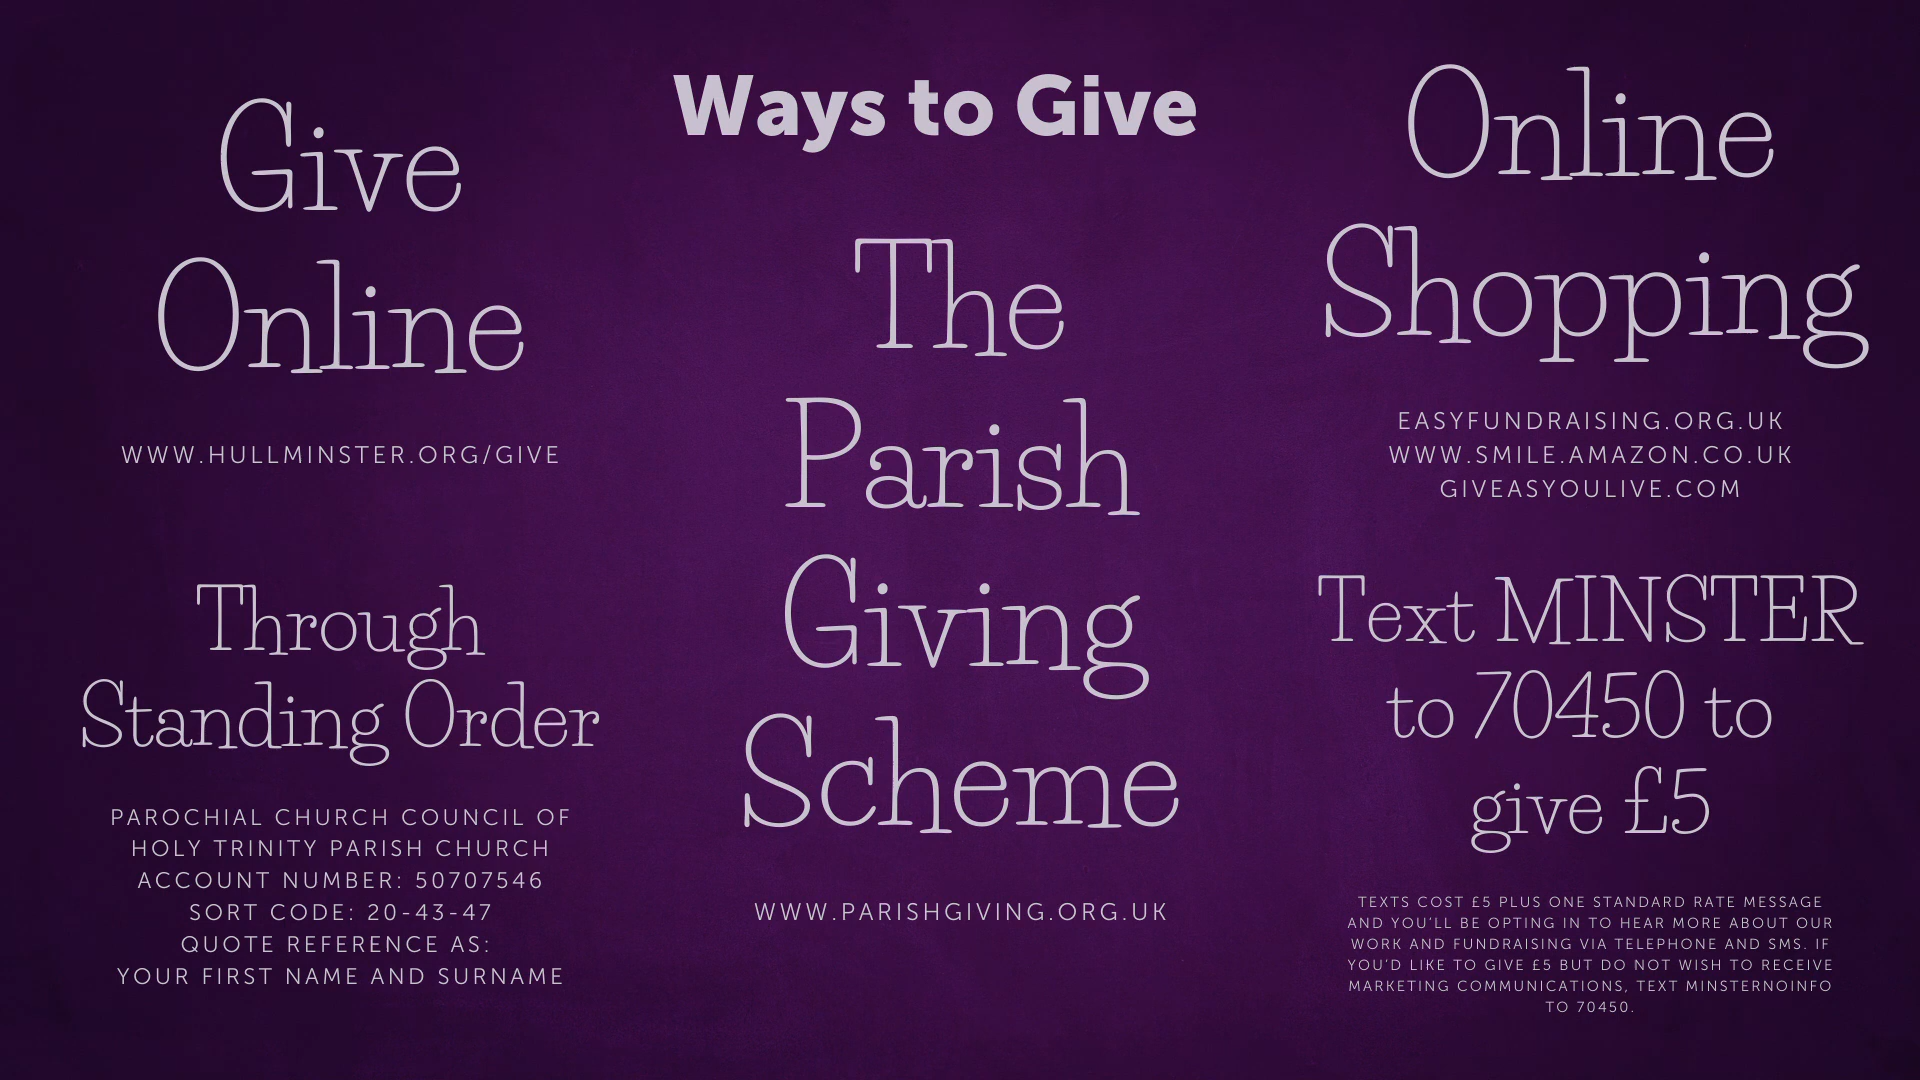 Ways to Give
Give
Online
WWW.HULLMINSTER.ORG/GIVE
Through
Standing Order
PAROCHIAL CHURCH COUNCIL OF
HOLY TRINITY PARISH CHURCH
ACCOUNT NUMBER: 50707546
SORT CODE: 20-43-47
QUOTE REFERENCE AS:
YOUR FIRST NAME AND SURNAME
The
Parish
Giving
Scheme
WWW.PARISHGIVING.ORG.UK
Online
Shopping
EASYFUNDRAISING.ORG.UK
WWW.SMILE.AMAZON.CO.UK
GIVEASYOULIVE.COM
Text MINSTER
to 70450 to
give £5
TEXTS COST £5 PLUS ONE STANDARD RATE MESSAGE
AND YOU'LL BE OPTING IN TO HEAR MORE ABOUT OUR
WORK AND FUNDRAISING VIA TELEPHONE AND SMS. IF
YOU'D LIKE TO GIVE £5 BUT DO NOT WISH TO RECEIVE
MARKETING COMMUNICATIONS, TEXT MINSTERNOINFO
TO 70450.